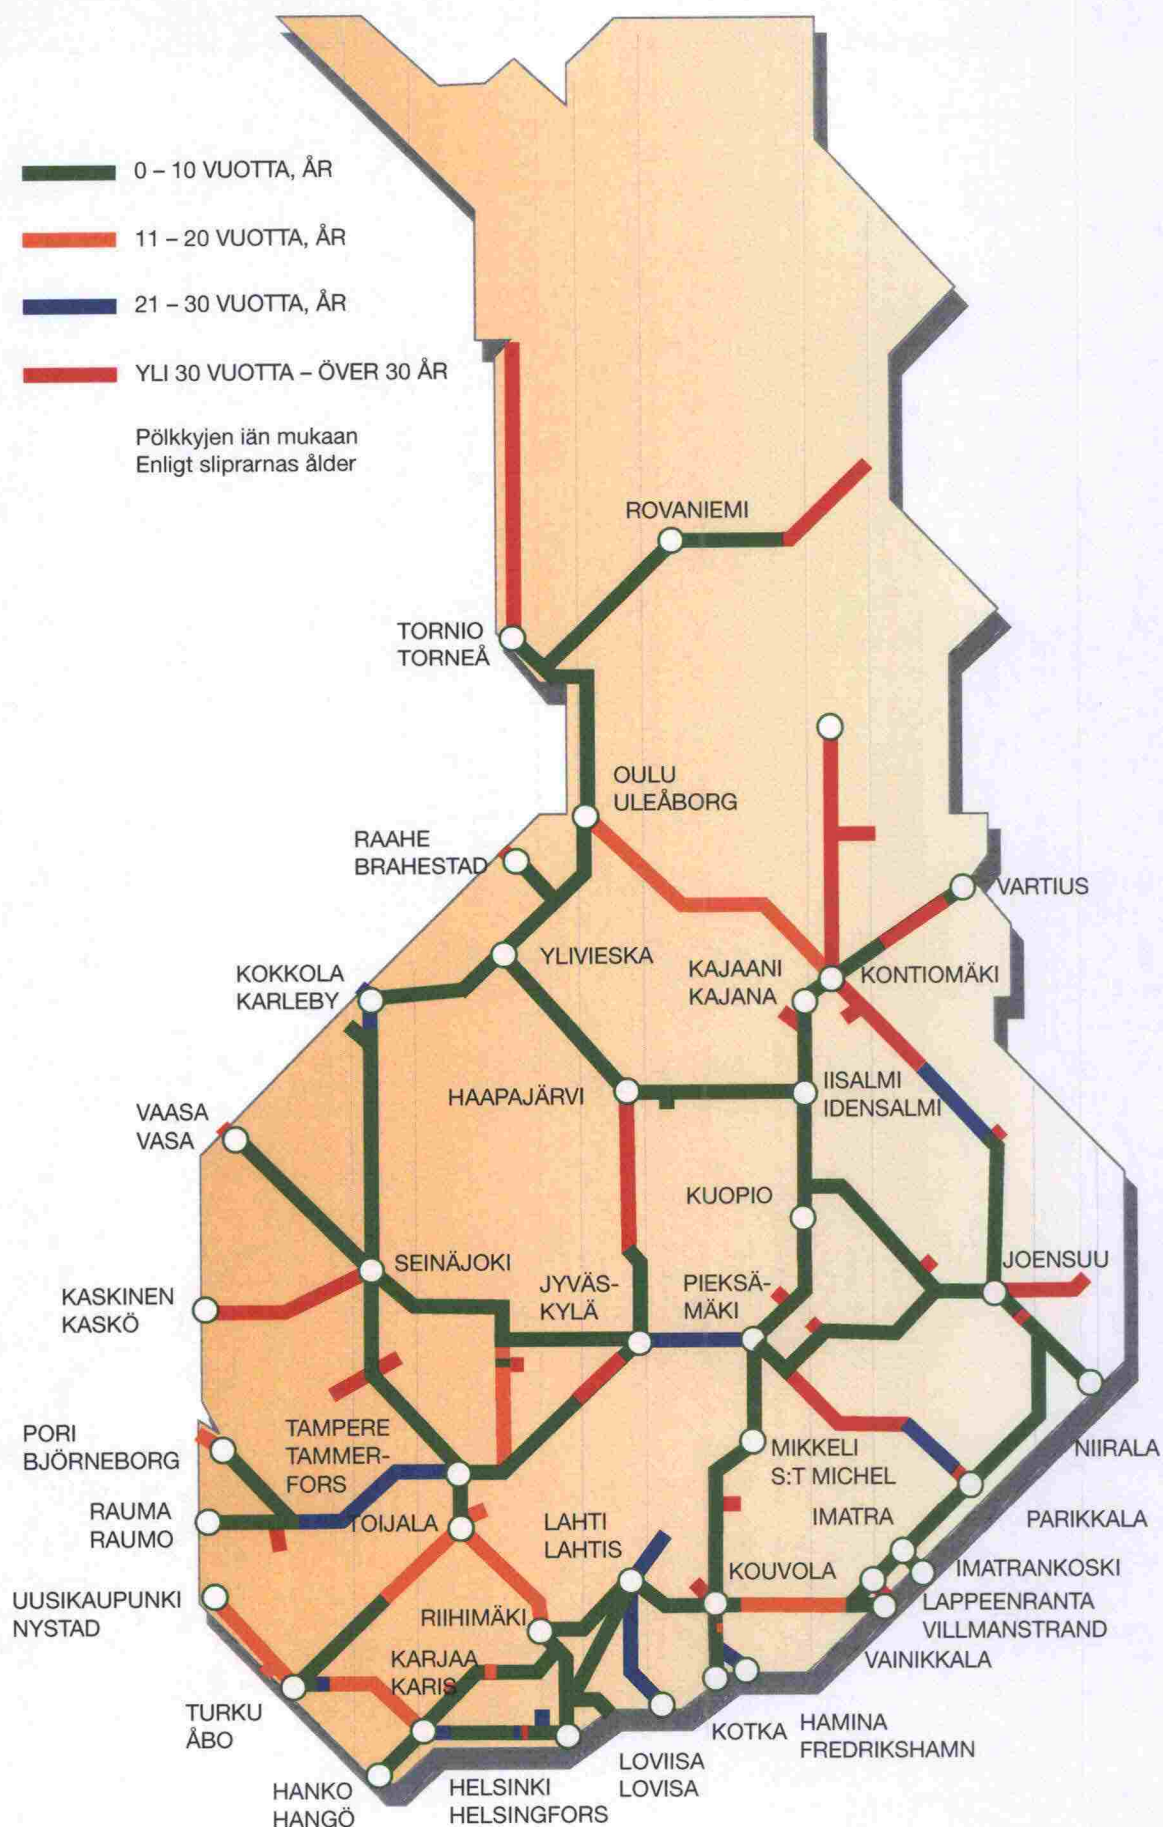 0 – 10 VUOTTA, ÅR
11 – 20 VUOTTA, ÅR
21 – 30 VUOTTA, ÅR
YLI 30 VUOTTA – ÖVER 30 ÅR
Pölkkyjen iän mukaan
Enligt sliprarnas ålder
ROVANIEMI
TORNIO
TORNEÅ
OULU
ULEÅBORG
RAAHE
BRAHESTAD
VARTIUS
YLIVIESKA
KAJAANI
KAJANA
KONTIOMÄKI
KOKKOLA
KARLEBY
HAAPAJÄRVI
IISALMI
IDENSALMI
VAASA
VASA
KUOPIO
SEINÄJOKI
JOENSUU
KASKINEN
KASKÖ
JYVÄS-
KYLÄ
PIEKSÄ-
MÄKI
PORI
BJÖRNEBORG
TAMPERE
TAMMER-
FORS
MIKKELI
S:T MICHEL
NIIRALA
RAUMA
RAUMO
TOIJALA
LAHTI
LAHTIS
IMATRA
PARIKKALA
KOUVOLA
IMATRANKOSKI
UUSIKAUPUNKI
NYSTAD
RIIHIMÄKI
LAPPEENRANTA
VILLMANSTRAND
KARJAA
KARIS
VAINIKKALA
TURKU
ÅBO
KOTKA
HAMINA
FREDRIKSHAMN
LOVIISA
LOVISA
HANKO
HANGÖ
HELSINKI
HELSINGFORS